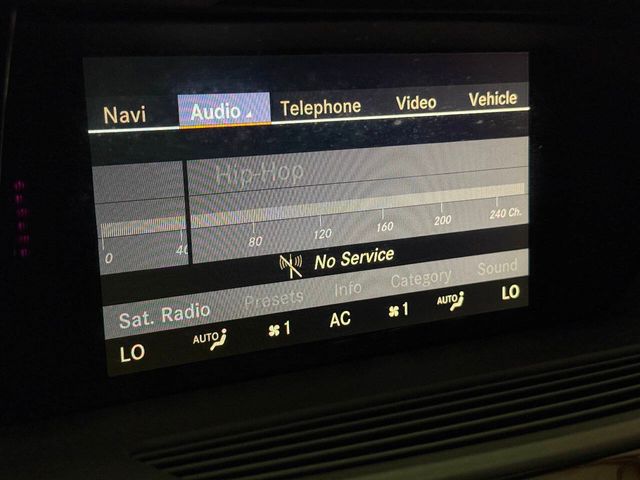 Navi Audio Telephone Video Vehicle
Hip-Hop
0 40 80 120 160 200 240 Ch.
No Service
Sat. Radio Presets Info Category Sound
LO AUTO 1 AC 1 AUTO LO